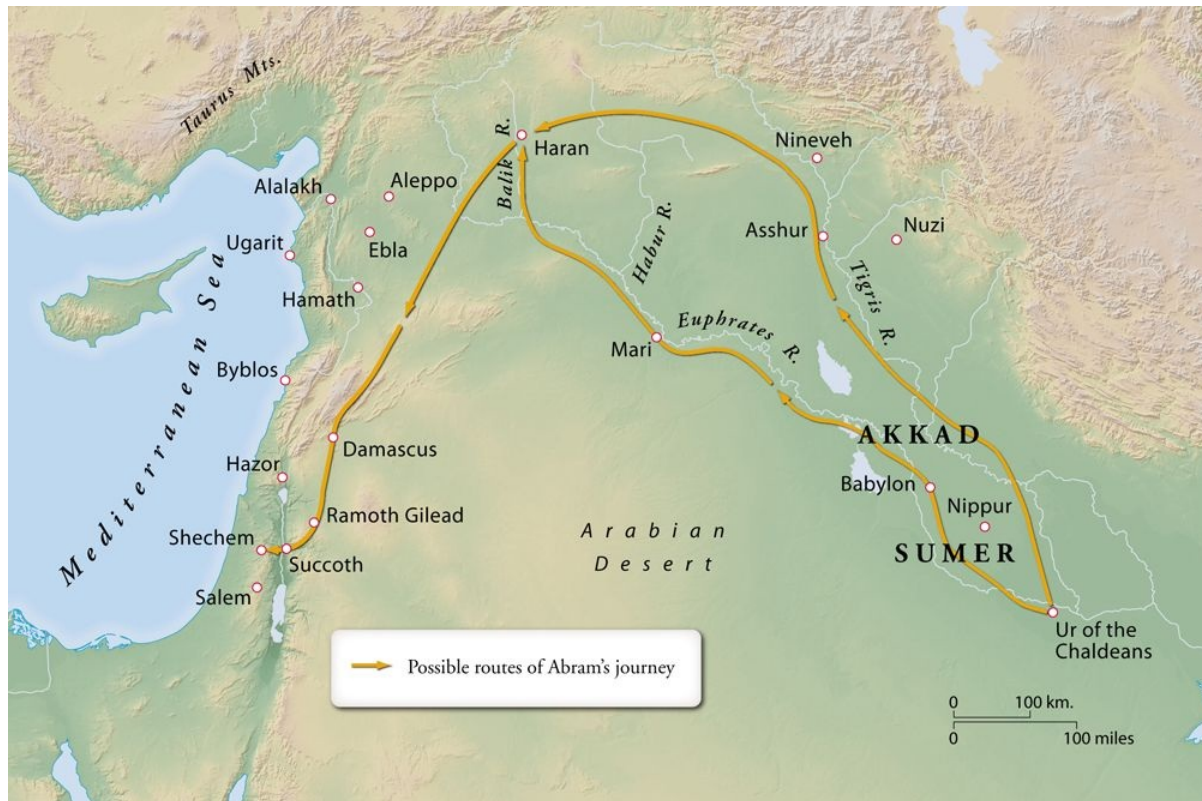 Taurus Mts.
Haran
Balik R.
Nineveh
Alalakh
Aleppo
Habur R.
Ugarit
Ebla
Asshur
Nuzi
Hamath
Tigris R.
Mediterranean Sea
Euphrates R.
Mari
Byblos
AKKAD
Damascus
Hazor
Babylon
Nippur
Ramoth Gilead
Arabian
Desert
Shechem
SUMER
Succoth
Salem
Ur of the
Chaldeans
Possible routes of Abram's journey
0 100 km.
0 100 miles